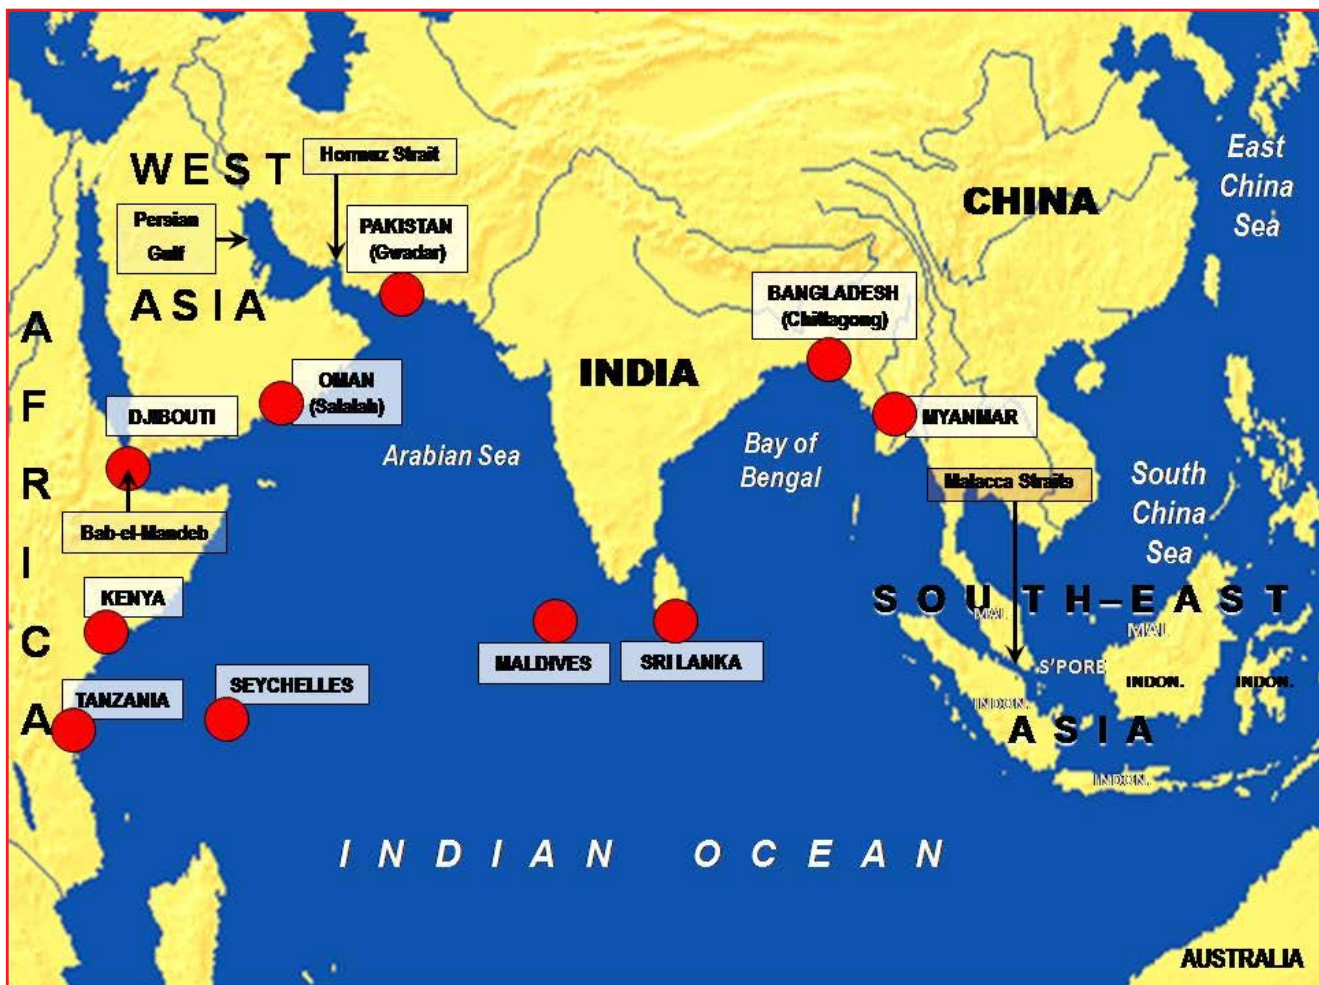 East
China
Sea
WEST
Hormuz Strait
CHINA
Persian
Gulf
PAKISTAN
(Gwadar)
ASIA
BANGLADESH
(Chittagong)
AFRICA
INDIA
OMAN
(Salalah)
DJIBOUTI
MYANMAR
Arabian Sea
Bay of
Bengal
Malacca Straits
South
China
Sea
Bab-el-Mandeb
KENYA
SOUTH-EAST
MAL.
MAL.
MALDIVES
SRI LANKA
S'PORE
INDON.
INDON.
SEYCHELLES
TANZANIA
INDON.
ASIA
INDON.
INDIAN OCEAN
AUSTRALIA